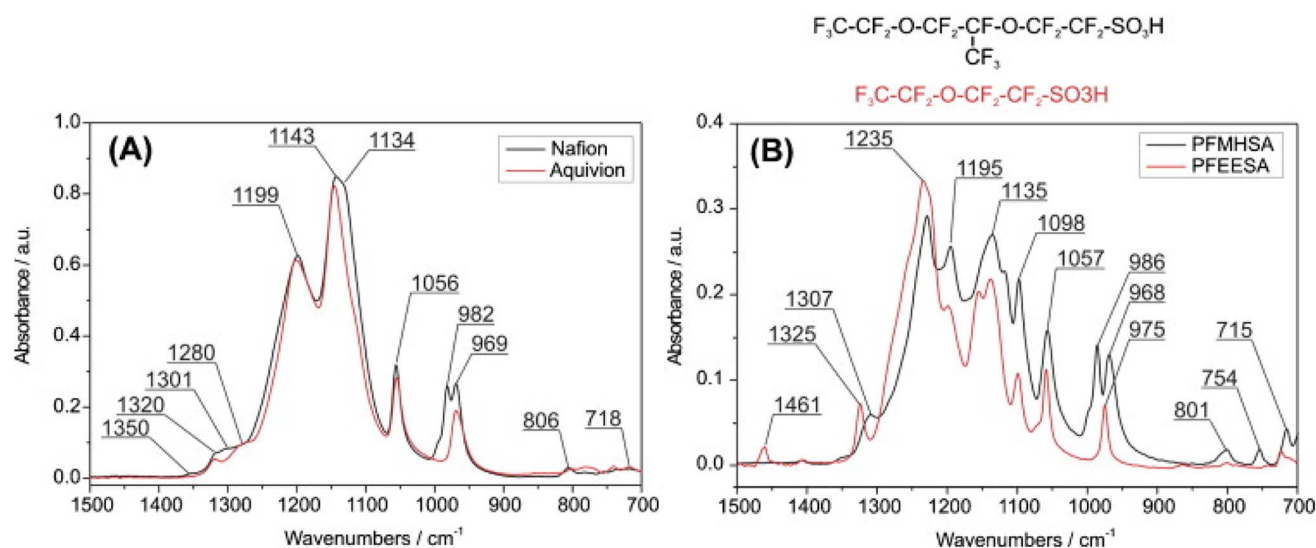 F₃C-CF₂-O-CF₂-CF-O-CF₂-CF₂-SO₃H
CF₃
F₃C-CF₂-O-CF₂-CF₂-SO3H
(A)
Nafion
Aquivion
1143
1134
1199
1056
982
969
1280
1301
1320
1350
806
718
1.0
0.8
0.6
0.4
0.2
0.0
Absorbance / a.u.
1500 1400 1300 1200 1100 1000 900 800 700
Wavenumbers / cm⁻¹
(B)
PFMHSA
PFEESA
1235
1195
1135
1098
1057
986
968
975
1307
1325
1461
715
754
801
0.4
0.3
0.2
0.1
0.0
Absorbance / a.u.
1500 1400 1300 1200 1100 1000 900 800 700
Wavenumbers / cm⁻¹